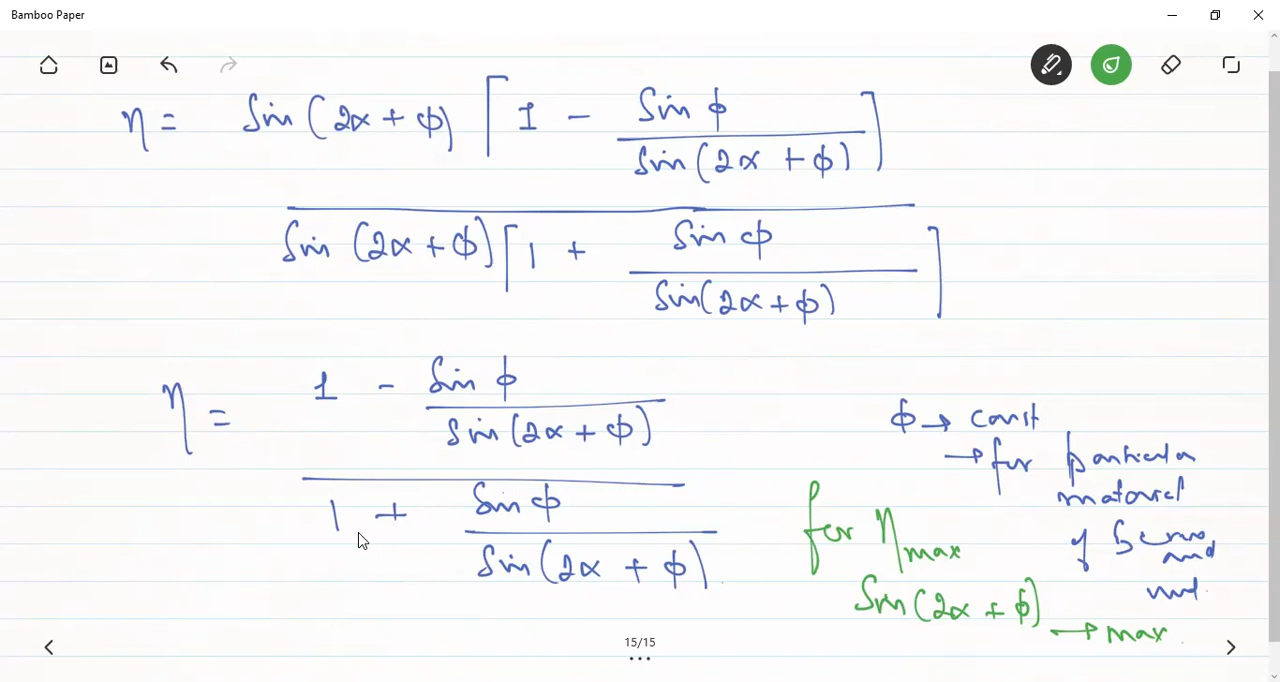 Bamboo Paper
η = Sin (2α + ϕ) [ 1 - Sin ϕ / Sin (2α + ϕ) ]
Sin (2α + ϕ) [ 1 + Sin ϕ / Sin (2α + ϕ) ]
η = 1 - Sin ϕ / Sin (2α + ϕ)
1 + Sin ϕ / Sin (2α + ϕ)
ϕ → const
→ for particular
material
of Screw
and
nut.
for ηmax
Sin (2α + ϕ)
→ max.
15/15